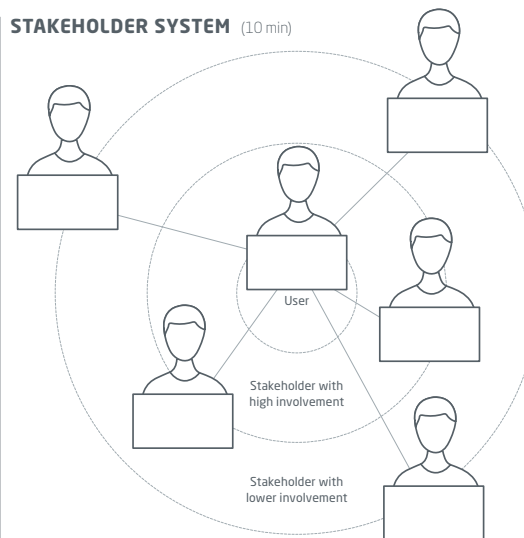 STAKEHOLDER SYSTEM (10 min)
User
Stakeholder with
high involvement
Stakeholder with
lower involvement